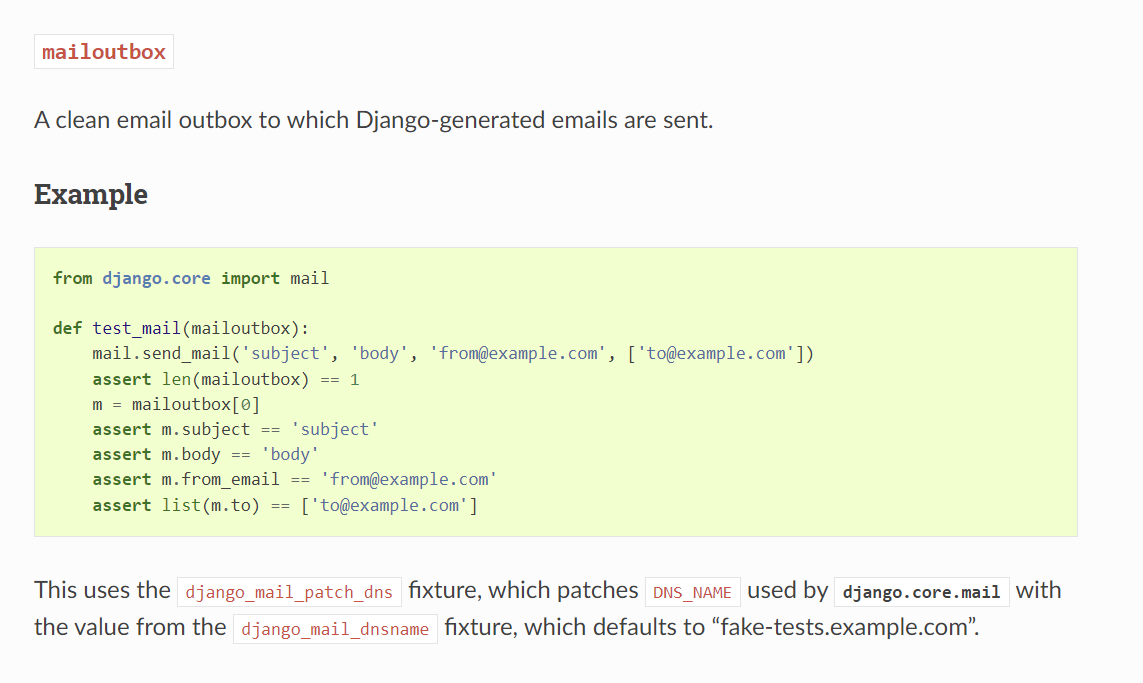 mailoutbox
A clean email outbox to which Django-generated emails are sent.
Example
from django.core import mail
def test_mail(mailoutbox):
    mail.send_mail('subject', 'body', 'from@example.com', ['to@example.com'])
    assert len(mailoutbox) == 1
    m = mailoutbox[0]
    assert m.subject == 'subject'
    assert m.body == 'body'
    assert m.from_email == 'from@example.com'
    assert list(m.to) == ['to@example.com']
This uses the django_mail_patch_dns fixture, which patches DNS_NAME used by django.core.mail with
the value from the django_mail_dnsname fixture, which defaults to “fake-tests.example.com”.